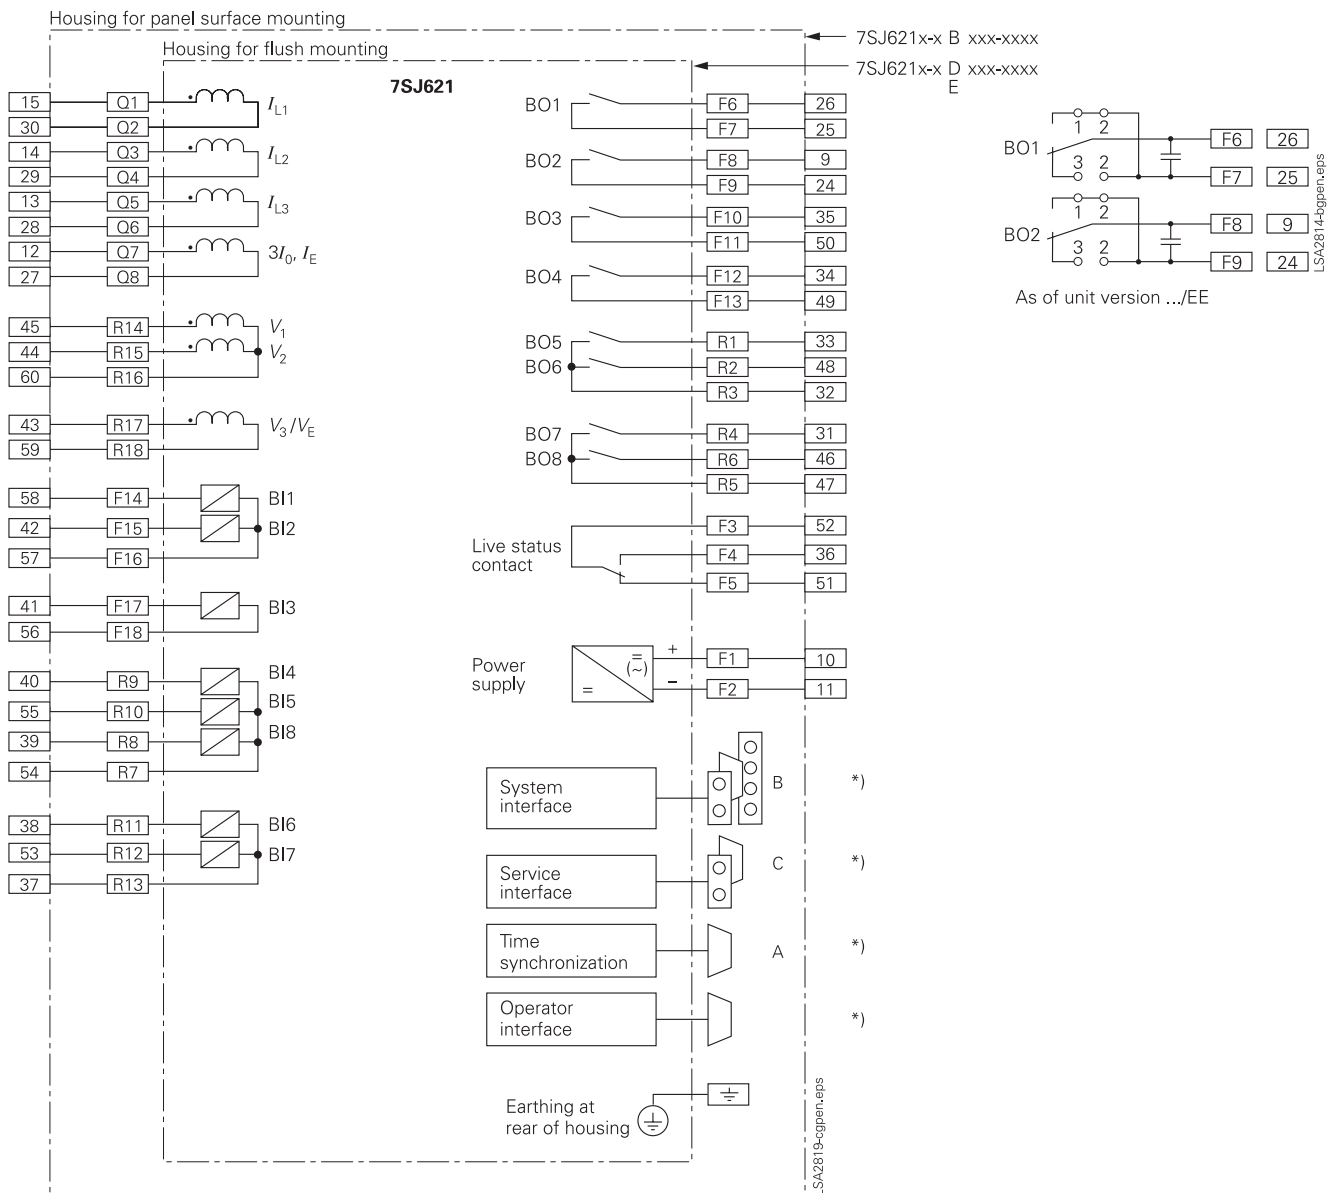 Housing for panel surface mounting
7SJ621x-x B xxx-xxxx
Housing for flush mounting
7SJ621x-x D xxx-xxxx
E
7SJ621
15 Q1 I L1
30 Q2
14 Q3 I L2
29 Q4
13 Q5 I L3
28 Q6
12 Q7 3I0, IE
27 Q8
45 R14 V1
44 R15 V2
60 R16
43 R17 V3/VE
59 R18
58 F14 BI1
42 F15 BI2
57 F16
41 F17 BI3
56 F18
40 R9 BI4
55 R10 BI5
39 R8 BI8
54 R7
38 R11 BI6
53 R12 BI7
37 R13
BO1 F6 26
F7 25
BO2 F8 9
F9 24
BO3 F10 35
F11 50
BO4 F12 34
F13 49
BO5 R1 33
BO6 R2 48
R3 32
BO7 R4 31
BO8 R6 46
R5 47
F3 52
Live status F4 36
contact F5 51
Power
supply
= (~)
=
+ F1 10
− F2 11
System
interface
B *)
Service
interface
C *)
Time
synchronization
A *)
Operator
interface
*)
Earthing at
rear of housing
LSA2819-cgpen.eps
1 2
BO1 F6 26
3 2
F7 25
1 2
BO2 F8 9
3 2
F9 24
As of unit version .../EE
LSA2814-bgpen.eps